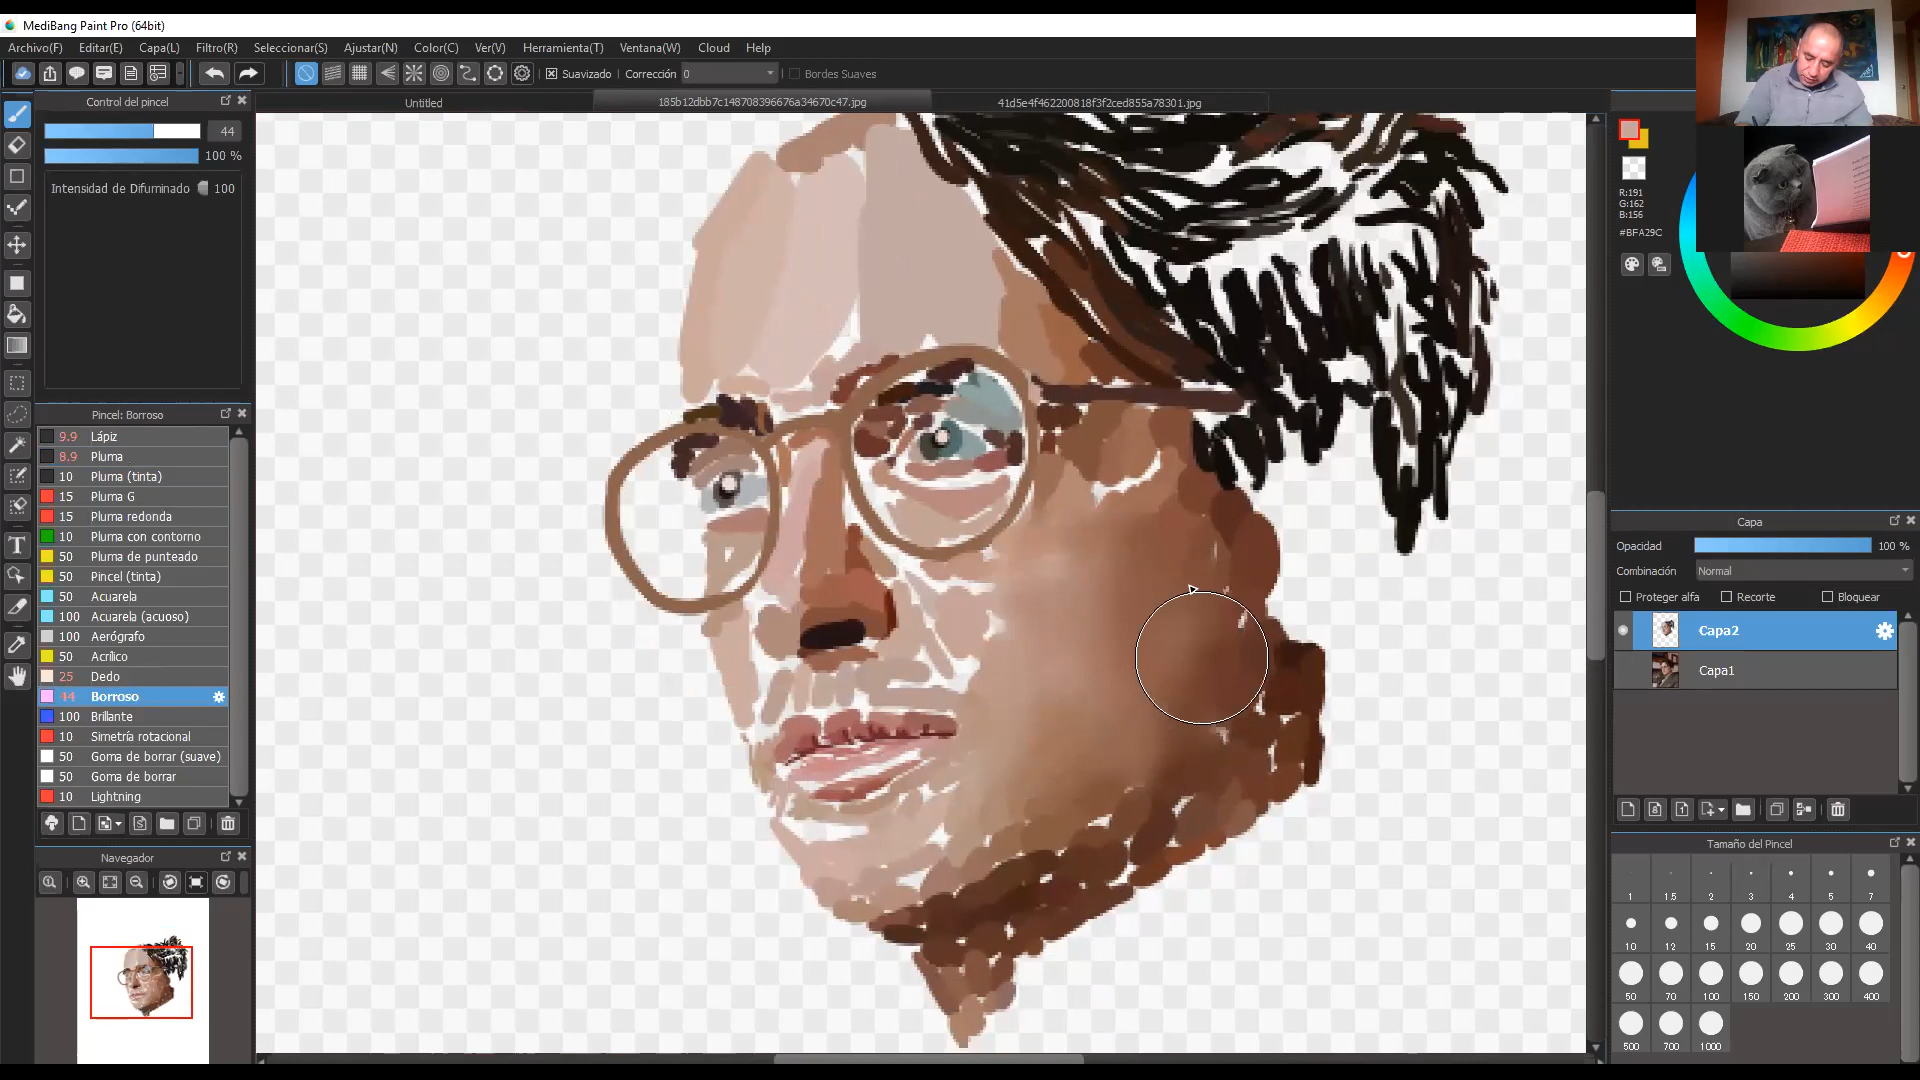 MediBang Paint Pro (64bit)
Archivo(F) Editar(E) Capa(L) Filtro(R) Seleccionar(S) Ajustar(N) Color(C) Ver(V) Herramienta(T) Ventana(W) Cloud Help
Suavizado Corrección 0 Bordes Suaves
Control del pincel
Untitled 185b12dbb7c148708396676a34670c47.jpg 41d5e4f462200818f3f2ced855a78301.jpg
44
100 %
Intensidad de Difuminado 100
R:191
G:162
B:156
#BFA29C
Pincel: Borroso
9.9 Lápiz
8.9 Pluma
10 Pluma (tinta)
15 Pluma G
15 Pluma redonda
10 Pluma con contorno
50 Pluma de punteado
50 Pincel (tinta)
50 Acuarela
100 Acuarela (acuoso)
100 Aerógrafo
50 Acrílico
25 Dedo
44 Borroso
100 Brillante
10 Simetría rotacional
50 Goma de borrar (suave)
50 Goma de borrar
10 Lightning
Navegador
Capa
Opacidad 100 %
Combinación Normal
Proteger alfa Recorte Bloquear
Capa2
Capa1
Tamaño del Pincel
1 1.5 2 3 4 5 7
10 12 15 20 25 30 40
50 70 100 150 200 300 400
500 700 1000